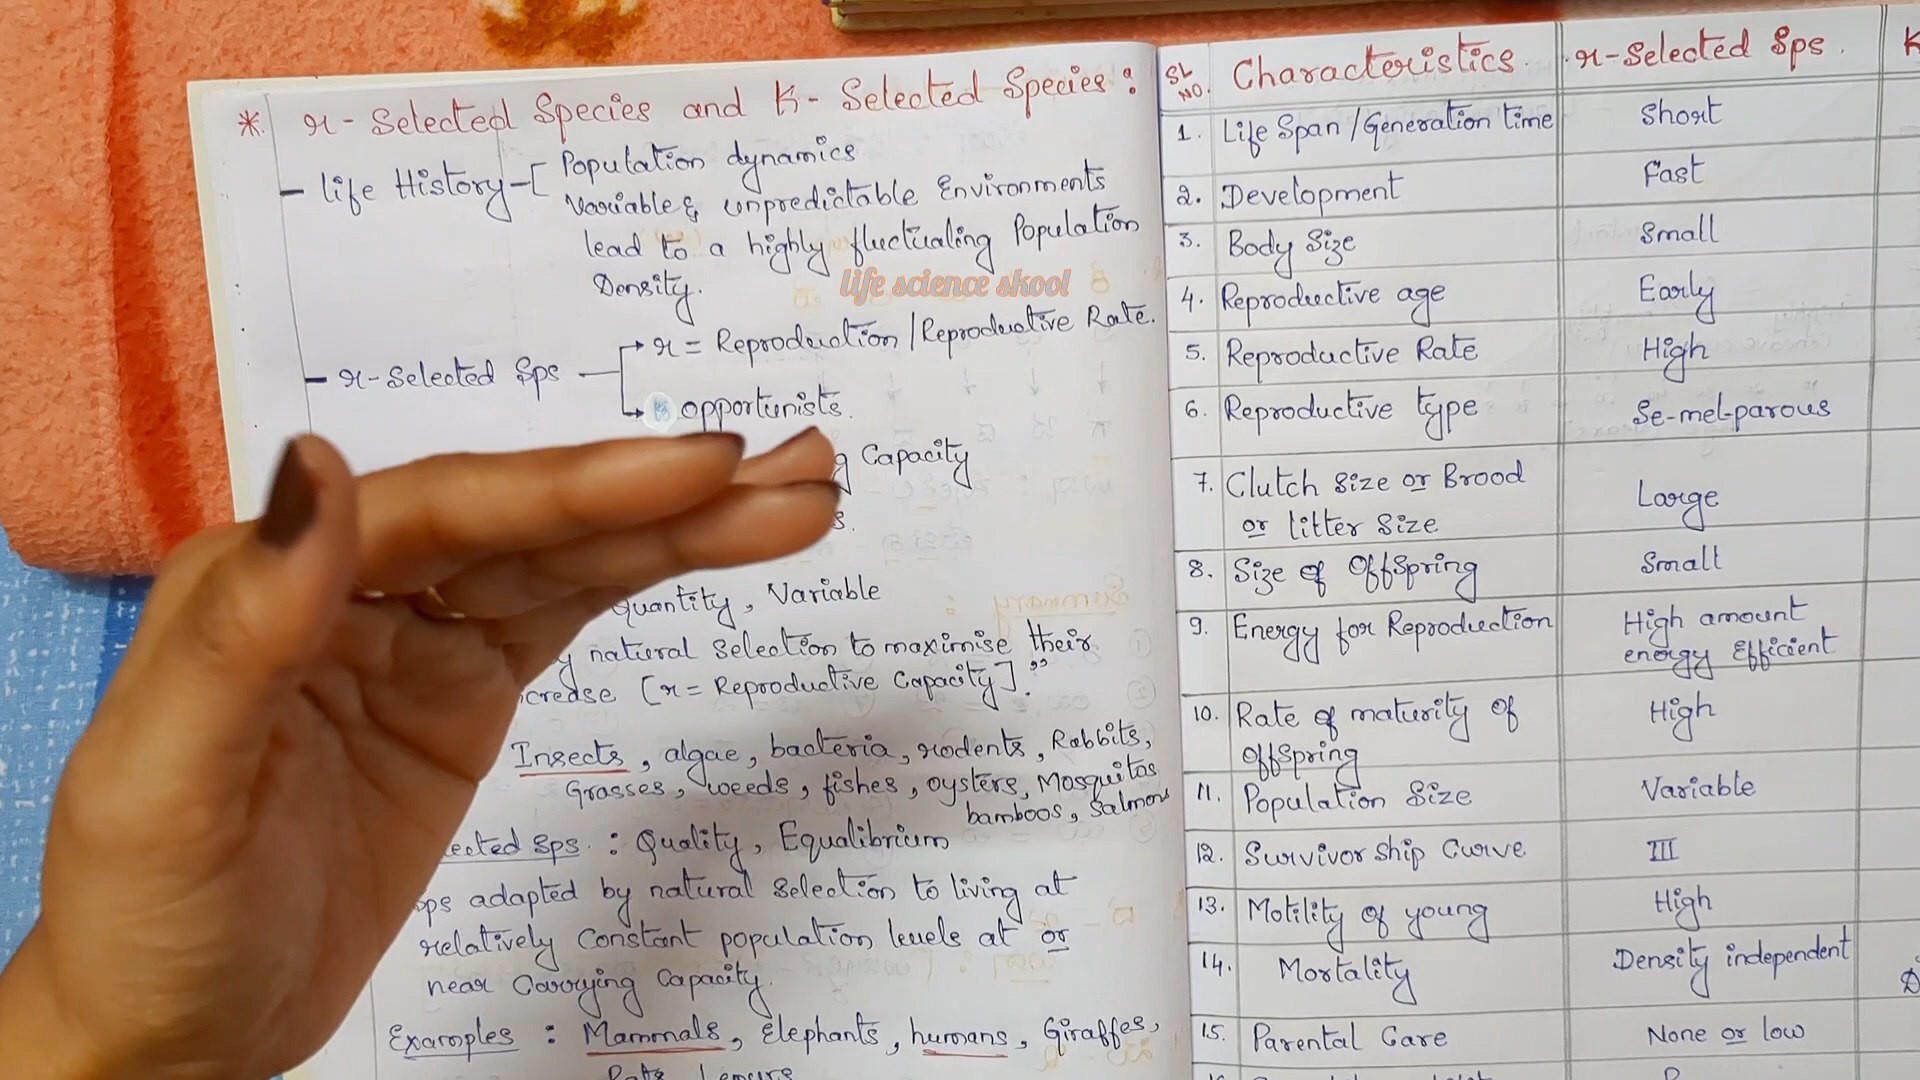 * r-Selected Species and K-Selected Species:
- life History-[ Population dynamics
Variable & unpredictable Environments
lead to a highly fluctuating Population
Density.
life science skool
- r-Selected Sps → r = Reproduction/Reproductive Rate.
→ opportunists.
Capacity
Quantity, Variable
natural selection to maximise their
[r= Reproductive Capacity].”
Insects, algae, bacteria, rodents, Rabbits,
Grasses, weeds, fishes, oysters, Mosquitos
bamboos, Salmons
Sps. : Quality, Equalibrium
adapted by natural Selection to living at
relatively Constant population levels at or
near Carrying Capacity.
Examples : Mammals, Elephants, humans, Giraffes,
Lemurs
SL NO. Characteristics r-Selected Sps. K
1. Life Span/Generation time Short
2. Development Fast
3. Body Size Small
4. Reproductive age Early
5. Reproductive Rate High
6. Reproductive type Se-mel-parous
7. Clutch Size or Brood
or litter Size Large
8. Size of Offspring Small
9. Energy for Reproduction High amount
energy Efficient
10. Rate of maturity of High
offspring
11. Population Size Variable
12. Survivor Ship Curve III
13. Motility of young High
14. Mortality Density independent
15. Parental Care None or low